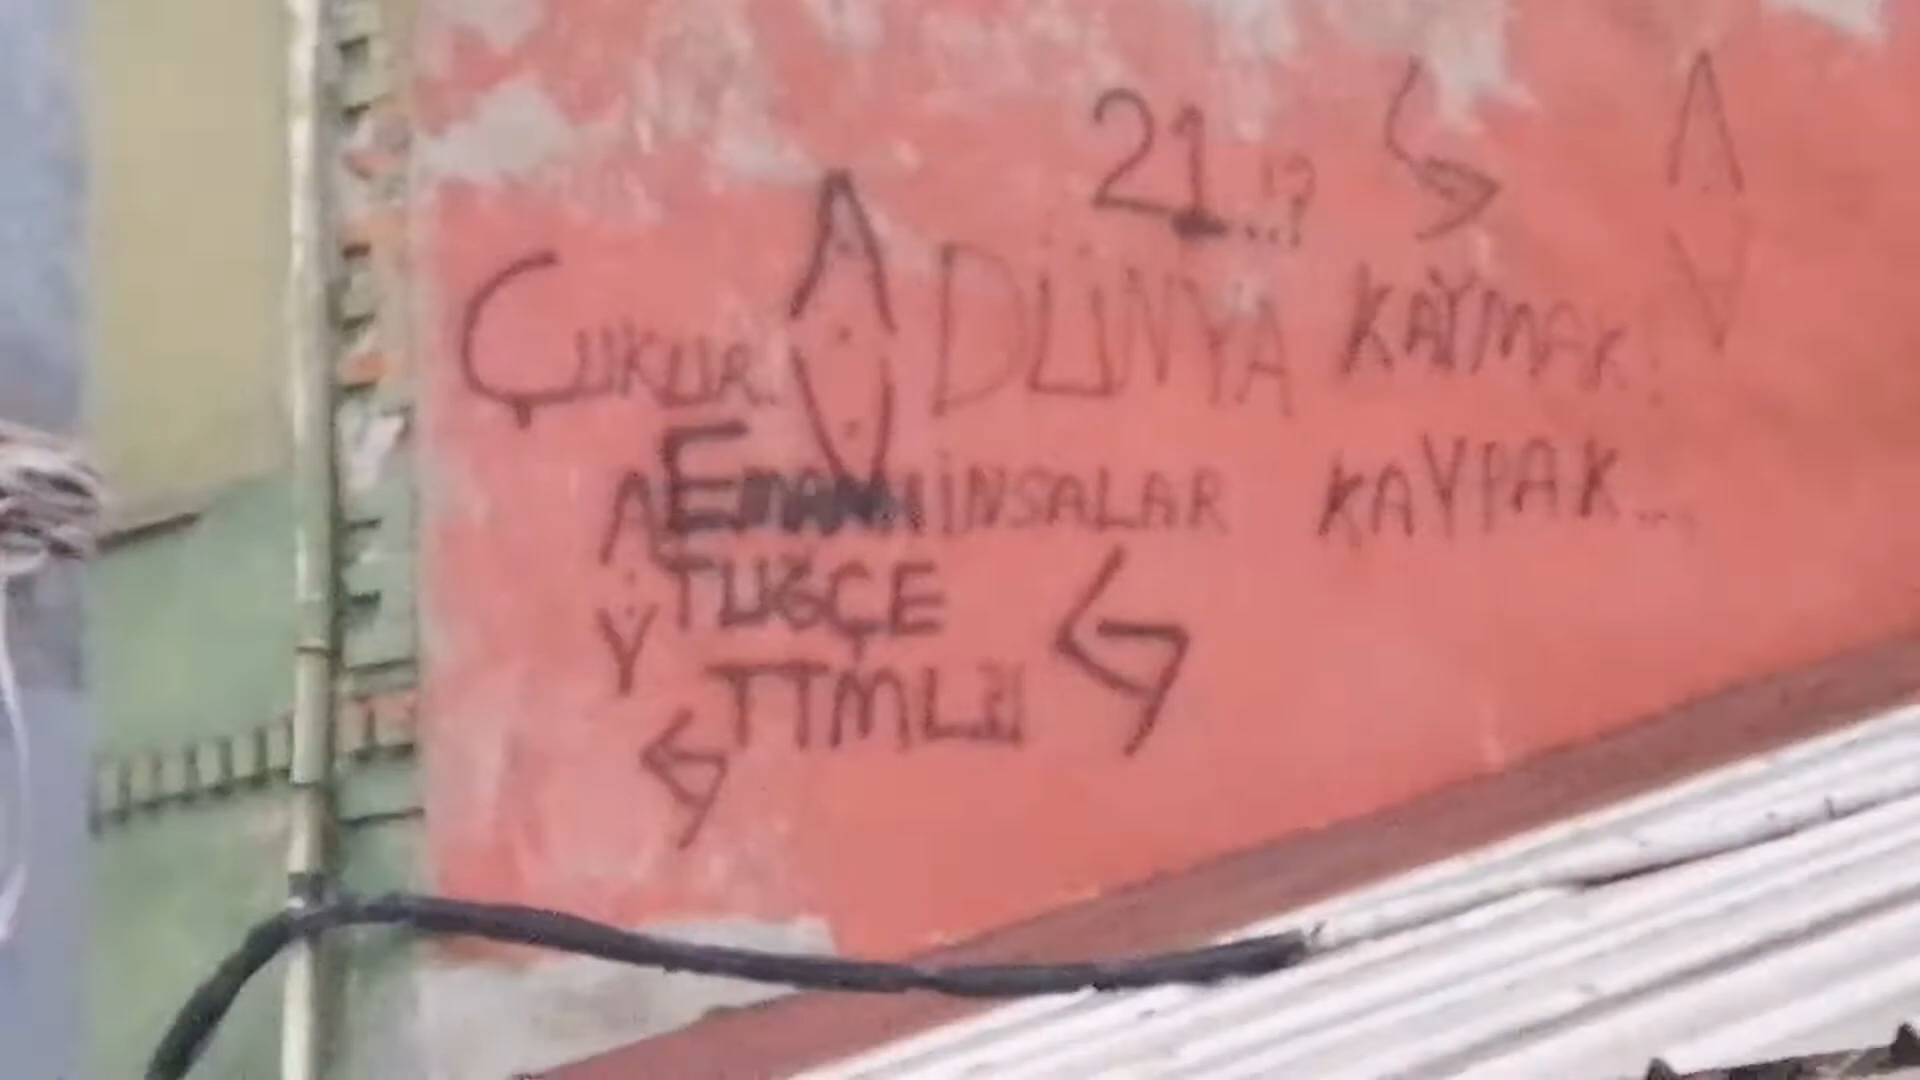 21...!?
ÇUKUR. DÜNYA KAYMAK!
İNSALAR KAYPAK...
TUĞÇE
TTML